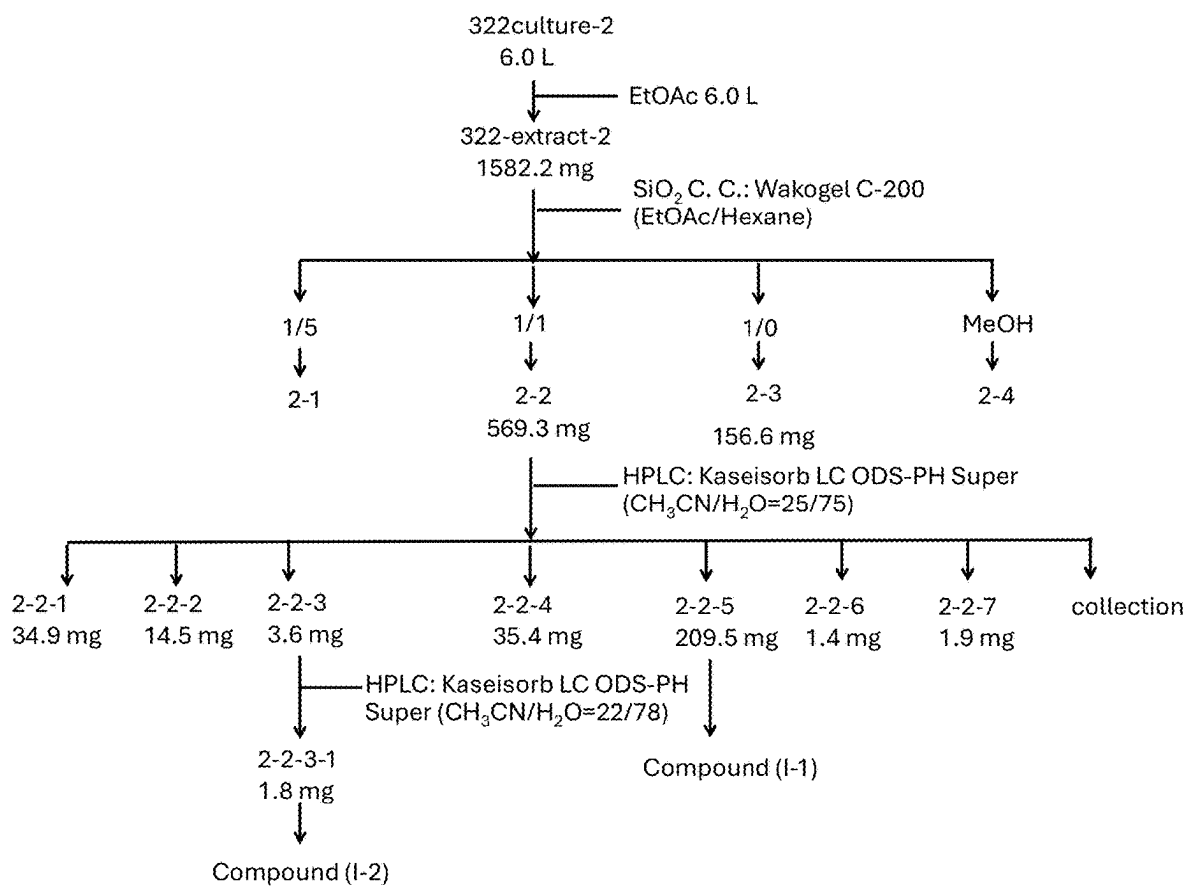 322culture-2
6.0 L
EtOAc 6.0 L
322-extract-2
1582.2 mg
SiO₂ C. C.: Wakogel C-200
(EtOAc/Hexane)
1/5
1/1
1/0
MeOH
2-1
2-2
2-3
2-4
569.3 mg
156.6 mg
HPLC: Kaseisorb LC ODS-PH Super
(CH₃CN/H₂O=25/75)
2-2-1
2-2-2
2-2-3
2-2-4
2-2-5
2-2-6
2-2-7
collection
34.9 mg
14.5 mg
3.6 mg
35.4 mg
209.5 mg
1.4 mg
1.9 mg
HPLC: Kaseisorb LC ODS-PH
Super (CH₃CN/H₂O=22/78)
2-2-3-1
1.8 mg
Compound (I-1)
Compound (I-2)